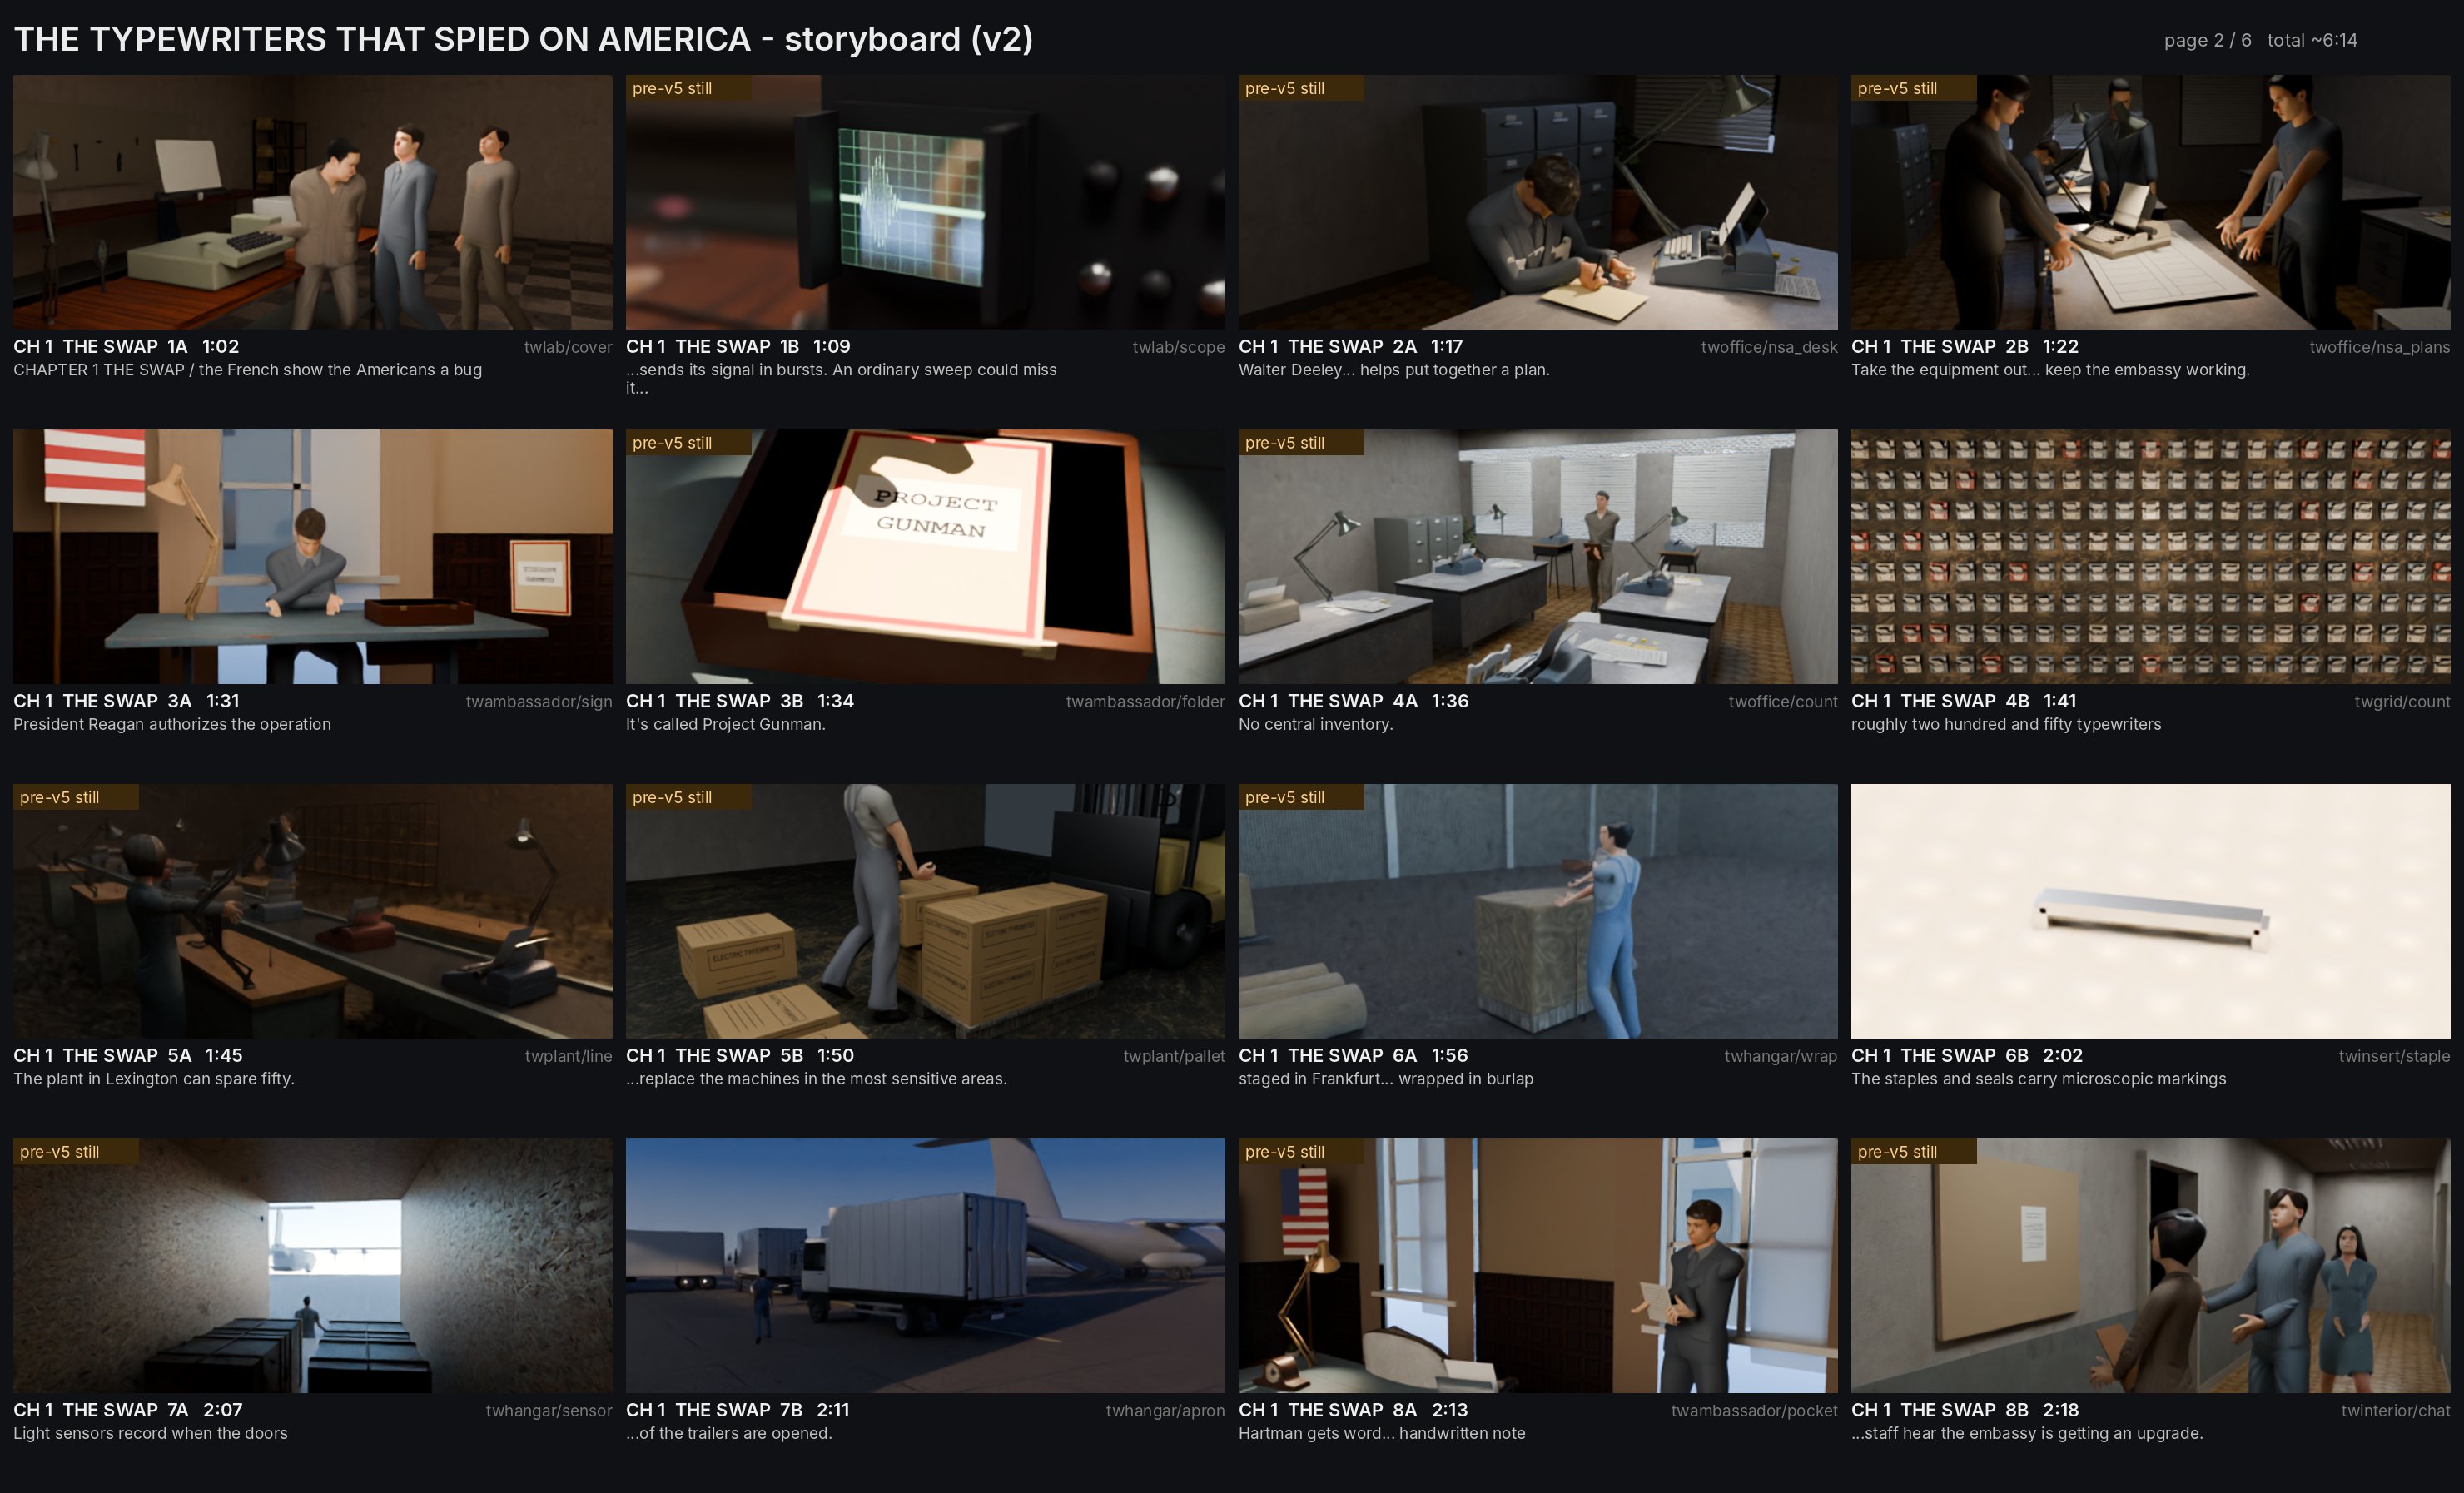 THE TYPEWRITERS THAT SPIED ON AMERICA - storyboard (v2)
page 2 / 6 total ~6:14
CH 1 THE SWAP 1A 1:02
twlab/cover
CHAPTER 1 THE SWAP / the French show the Americans a bug
pre-v5 still
CH 1 THE SWAP 1B 1:09
twlab/scope
...sends its signal in bursts. An ordinary sweep could miss
it...
pre-v5 still
CH 1 THE SWAP 2A 1:17
twoffice/nsa_desk
Walter Deeley... helps put together a plan.
pre-v5 still
CH 1 THE SWAP 2B 1:22
twoffice/nsa_plans
Take the equipment out... keep the embassy working.
CH 1 THE SWAP 3A 1:31
twambassador/sign
President Reagan authorizes the operation
pre-v5 still
PROJECT
GUNMAN
CH 1 THE SWAP 3B 1:34
twambassador/folder
It's called Project Gunman.
pre-v5 still
CH 1 THE SWAP 4A 1:36
twoffice/count
No central inventory.
CH 1 THE SWAP 4B 1:41
twgrid/count
roughly two hundred and fifty typewriters
pre-v5 still
CH 1 THE SWAP 5A 1:45
twplant/line
The plant in Lexington can spare fifty.
pre-v5 still
ELECTRIC TYPEWRITER
CH 1 THE SWAP 5B 1:50
twplant/pallet
...replace the machines in the most sensitive areas.
pre-v5 still
CH 1 THE SWAP 6A 1:56
twhangar/wrap
staged in Frankfurt... wrapped in burlap
CH 1 THE SWAP 6B 2:02
twinsert/staple
The staples and seals carry microscopic markings
pre-v5 still
CH 1 THE SWAP 7A 2:07
twhangar/sensor
Light sensors record when the doors
CH 1 THE SWAP 7B 2:11
twhangar/apron
...of the trailers are opened.
pre-v5 still
CH 1 THE SWAP 8A 2:13
twambassador/pocket
Hartman gets word... handwritten note
pre-v5 still
CH 1 THE SWAP 8B 2:18
twinterior/chat
...staff hear the embassy is getting an upgrade.